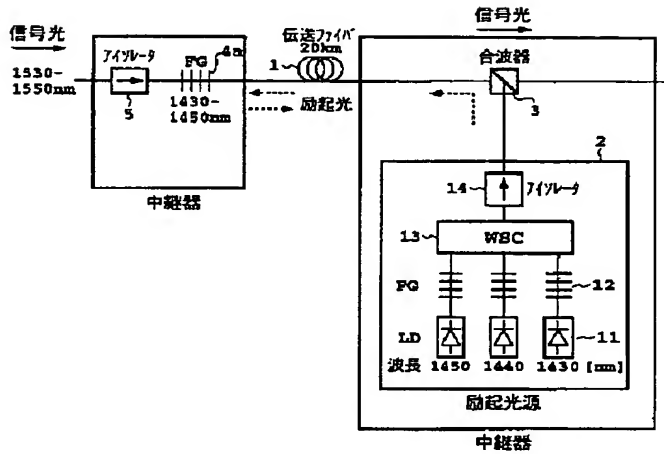 信号光
1530-
1550nm
アイソレータ
5
FG
4a
1430-
1450nm
中継器
伝送ファイバ
20km
1
励起光
信号光
合波器
3
2
14
アイソレータ
13
WBC
FG
12
LD
11
波長 1450 1440 1430 [nm]
励起光源
中継器